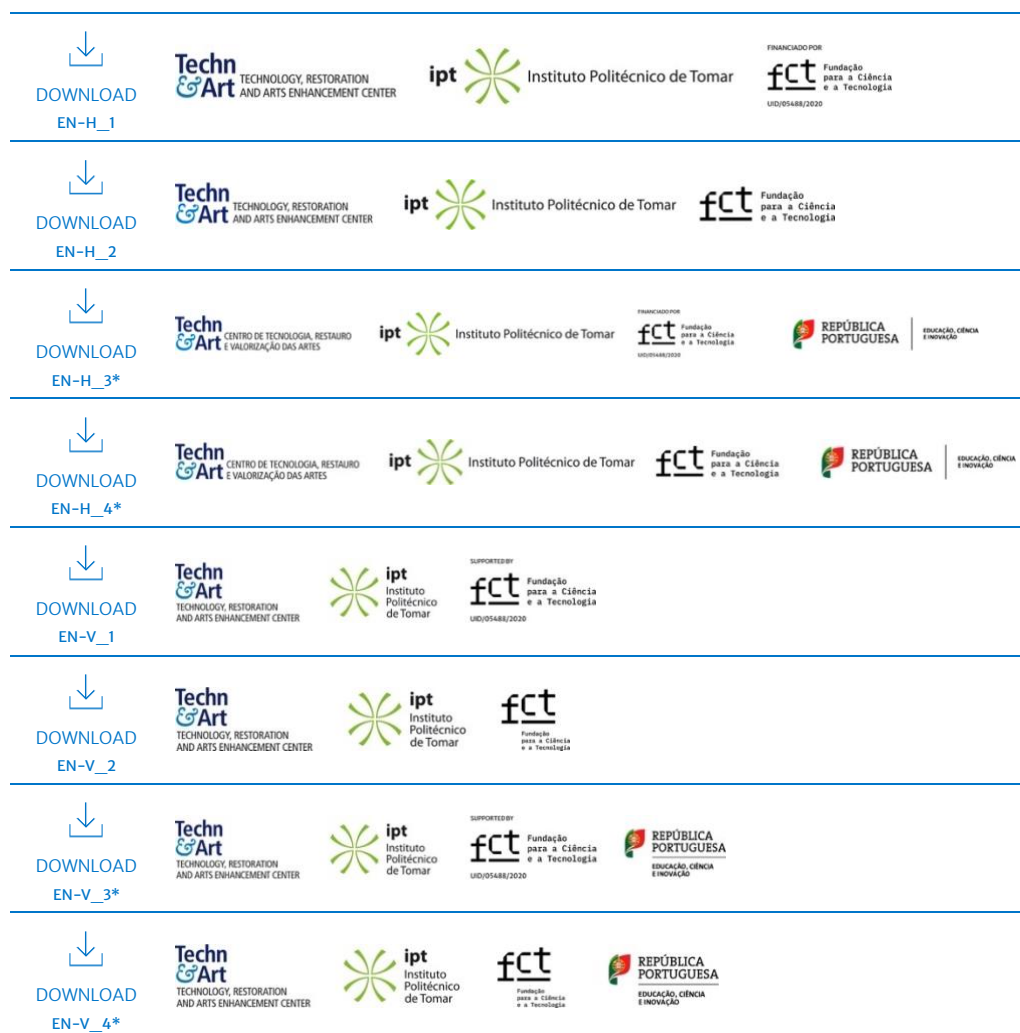 DOWNLOAD
EN-H_1
Techn
&Art TECHNOLOGY, RESTORATION
AND ARTS ENHANCEMENT CENTER
ipt Instituto Politécnico de Tomar
FINANCIADO POR
fct Fundação
para a Ciência
e a Tecnologia
UID/05488/2020
DOWNLOAD
EN-H_2
Techn
&Art TECHNOLOGY, RESTORATION
AND ARTS ENHANCEMENT CENTER
ipt Instituto Politécnico de Tomar
fct Fundação
para a Ciência
e a Tecnologia
DOWNLOAD
EN-H_3*
Techn
&Art CENTRO DE TECNOLOGIA, RESTAURO
E VALORIZAÇÃO DAS ARTES
ipt Instituto Politécnico de Tomar
FINANCIADO POR
fct Fundação
para a Ciência
e a Tecnologia
UID/05488/2020
REPÚBLICA
PORTUGUESA
EDUCAÇÃO, CIÊNCIA
E INOVAÇÃO
DOWNLOAD
EN-H_4*
Techn
&Art CENTRO DE TECNOLOGIA, RESTAURO
E VALORIZAÇÃO DAS ARTES
ipt Instituto Politécnico de Tomar
fct Fundação
para a Ciência
e a Tecnologia
REPÚBLICA
PORTUGUESA
EDUCAÇÃO, CIÊNCIA
E INOVAÇÃO
DOWNLOAD
EN-V_1
Techn
&Art
TECHNOLOGY, RESTORATION
AND ARTS ENHANCEMENT CENTER
ipt
Instituto
Politécnico
de Tomar
SUPPORTED BY
fct Fundação
para a Ciência
e a Tecnologia
UID/05488/2020
DOWNLOAD
EN-V_2
Techn
&Art
TECHNOLOGY, RESTORATION
AND ARTS ENHANCEMENT CENTER
ipt
Instituto
Politécnico
de Tomar
fct
Fundação
para a Ciência
e a Tecnologia
DOWNLOAD
EN-V_3*
Techn
&Art
TECHNOLOGY, RESTORATION
AND ARTS ENHANCEMENT CENTER
ipt
Instituto
Politécnico
de Tomar
SUPPORTED BY
fct Fundação
para a Ciência
e a Tecnologia
UID/05488/2020
REPÚBLICA
PORTUGUESA
EDUCAÇÃO, CIÊNCIA
E INOVAÇÃO
DOWNLOAD
EN-V_4*
Techn
&Art
TECHNOLOGY, RESTORATION
AND ARTS ENHANCEMENT CENTER
ipt
Instituto
Politécnico
de Tomar
fct
Fundação
para a Ciência
e a Tecnologia
REPÚBLICA
PORTUGUESA
EDUCAÇÃO, CIÊNCIA
E INOVAÇÃO